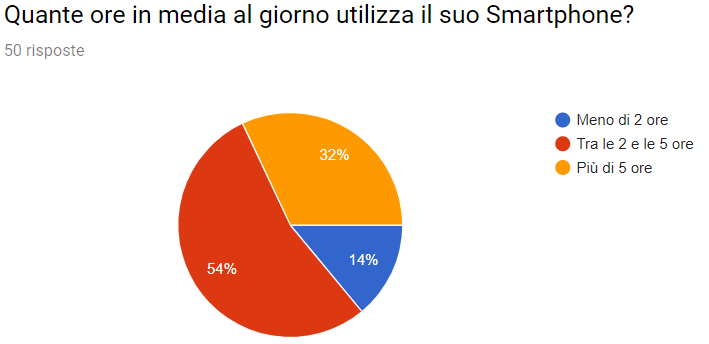 Quante ore in media al giorno utilizza il suo Smartphone?
50 risposte
Meno di 2 ore
Tra le 2 e le 5 ore
Più di 5 ore
32%
14%
54%